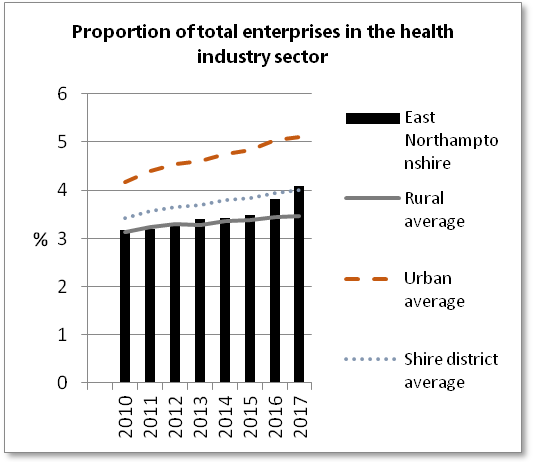 Proportion of total enterprises in the health
industry sector
6
5
4
3
2
1
0
%
2010
2011
2012
2013
2014
2015
2016
2017
East
Northampto
nshire
Rural
average
Urban
average
Shire district
average